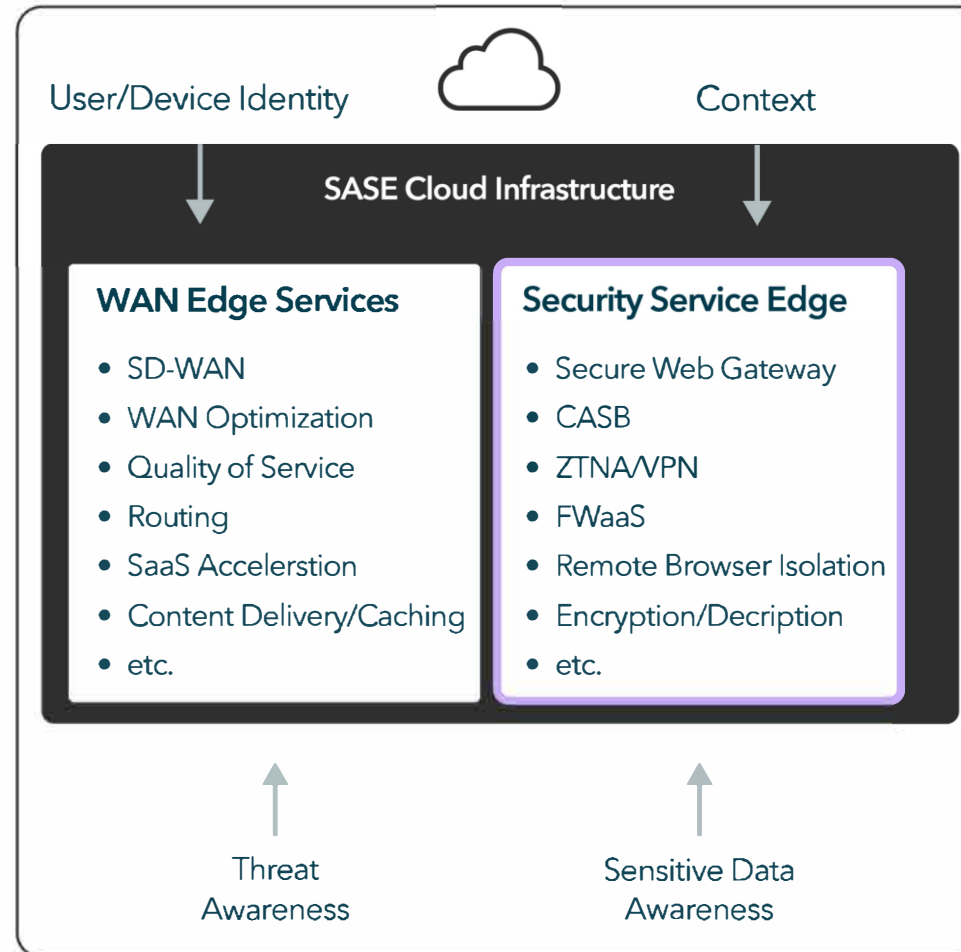 User/Device Identity
Context
SASE Cloud Infrastructure
WAN Edge Services
• SD-WAN
• WAN Optimization
• Quality of Service
• Routing
• SaaS Accelerstion
• Content Delivery/Caching
• etc.
Security Service Edge
• Secure Web Gateway
• CASB
• ZTNA/VPN
• FWaaS
• Remote Browser Isolation
• Encryption/Decription
• etc.
Threat
Awareness
Sensitive Data
Awareness